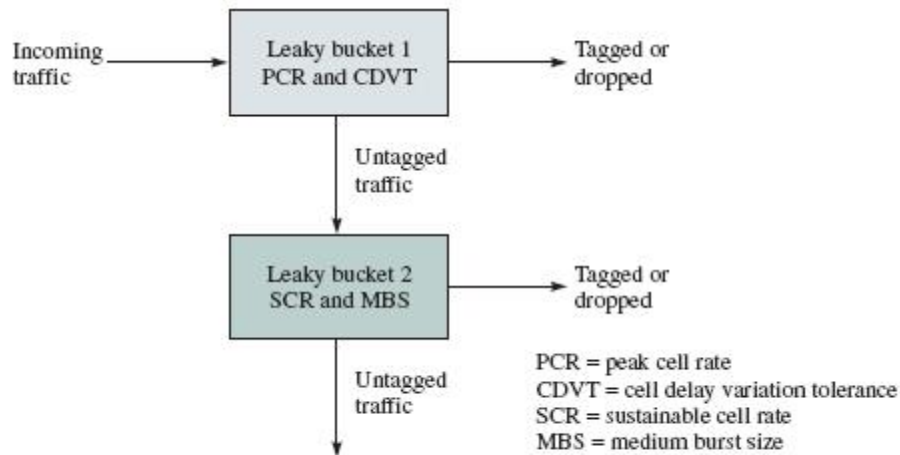 Incoming
traffic
Leaky bucket 1
PCR and CDVT
Tagged or
dropped
Untagged
traffic
Leaky bucket 2
SCR and MBS
Tagged or
dropped
Untagged
traffic
PCR = peak cell rate
CDVT = cell delay variation tolerance
SCR = sustainable cell rate
MBS = medium burst size